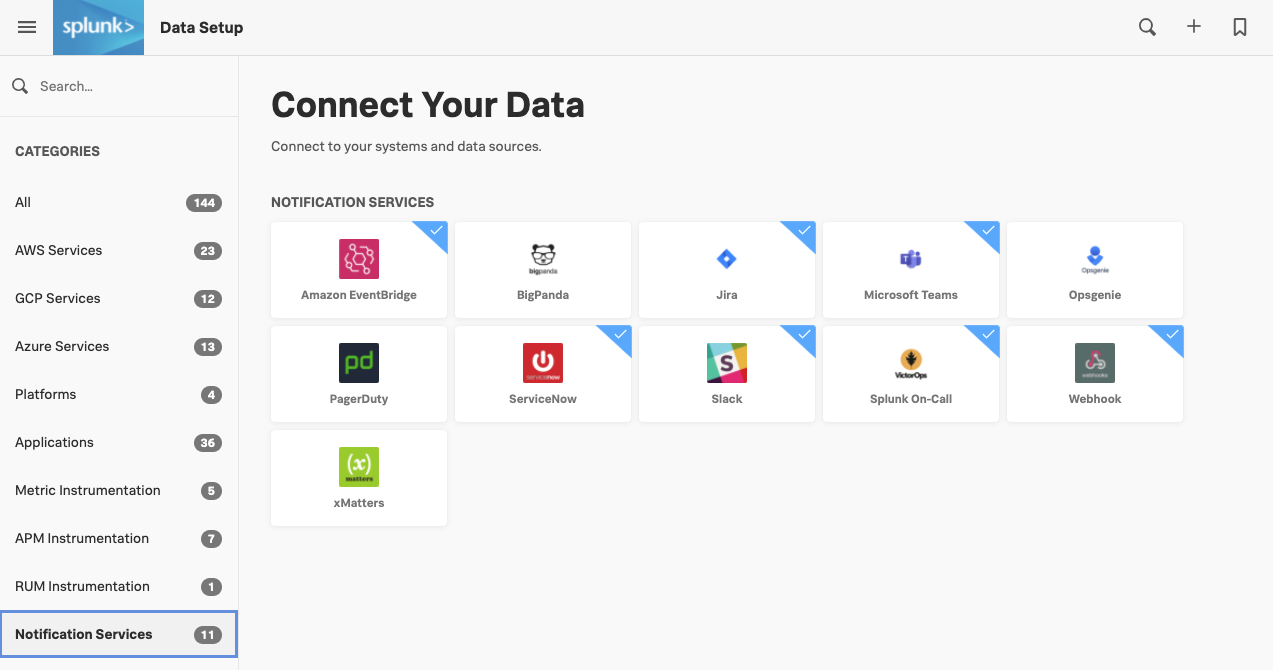 splunk> Data Setup
Search...
CATEGORIES
All 144
AWS Services 23
GCP Services 12
Azure Services 13
Platforms 4
Applications 36
Metric Instrumentation 5
APM Instrumentation 7
RUM Instrumentation 1
Notification Services 11
Connect Your Data
Connect to your systems and data sources.
NOTIFICATION SERVICES
Amazon EventBridge
bigpanda
BigPanda
Jira
T
Microsoft Teams
Opsgenie
Opsgenie
pd
PagerDuty
servicenow
ServiceNow
S
Slack
VictorOps
Splunk On-Call
webhooks
Webhook
(x)
matters
xMatters